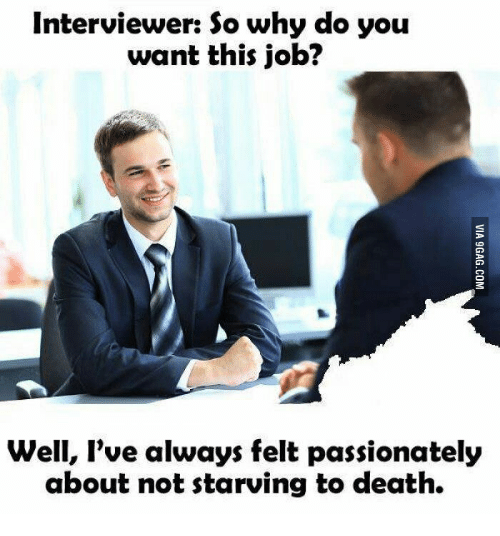 Interviewer: So why do you
want this job?
VIA 9GAG.COM
Well, I've always felt passionately
about not starving to death.